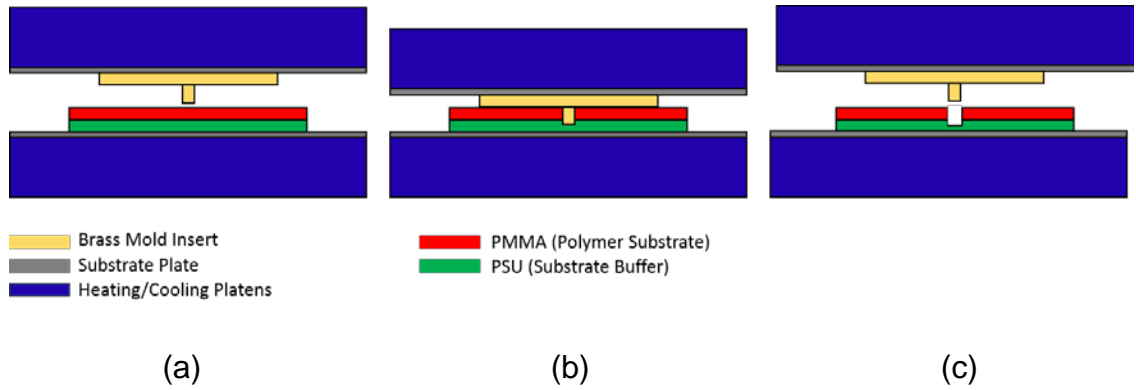 Brass Mold Insert
Substrate Plate
Heating/Cooling Platens
PMMA (Polymer Substrate)
PSU (Substrate Buffer)
(a)
(b)
(c)